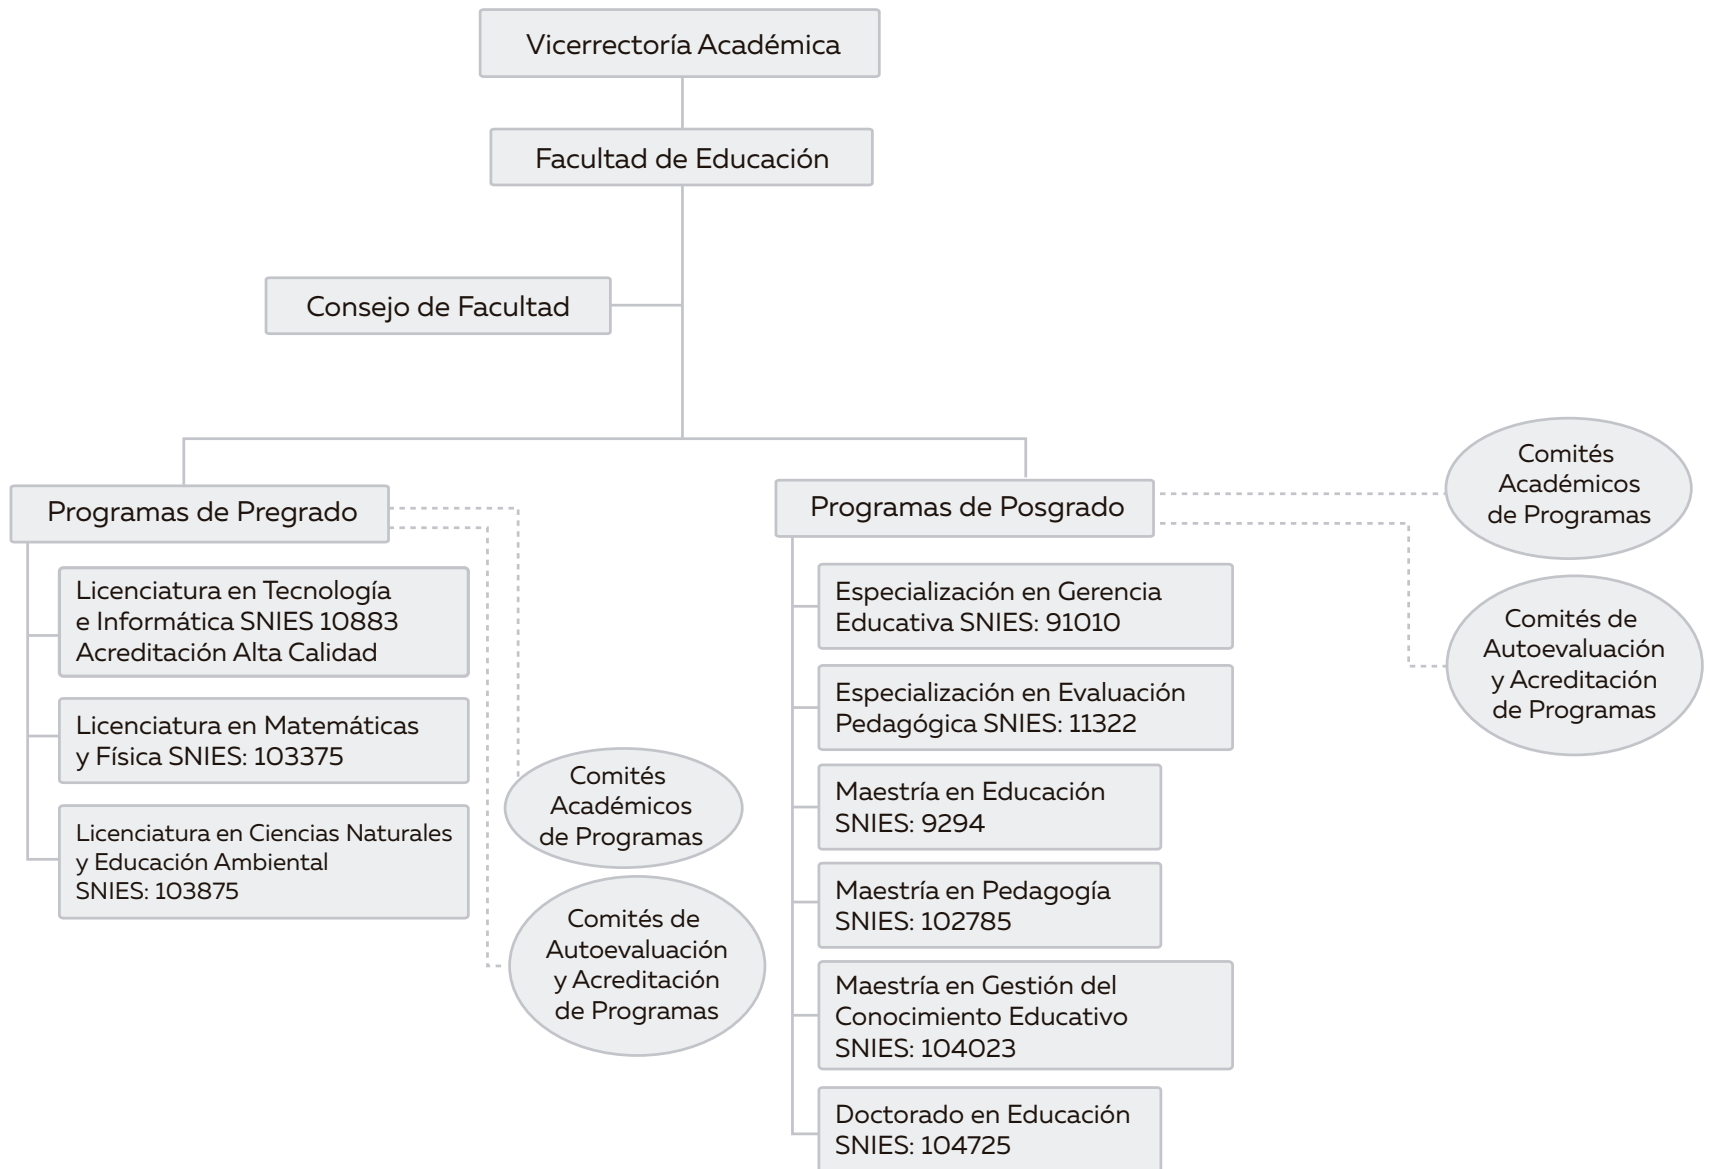 Vicerrectoría Académica
Facultad de Educación
Consejo de Facultad
Programas de Pregrado
Licenciatura en Tecnología
e Informática SNIES 10883
Acreditación Alta Calidad
Licenciatura en Matemáticas
y Física SNIES: 103375
Licenciatura en Ciencias Naturales
y Educación Ambiental
SNIES: 103875
Comités
Académicos
de Programas
Comités de
Autoevaluación
y Acreditación
de Programas
Programas de Posgrado
Especialización en Gerencia
Educativa SNIES: 91010
Especialización en Evaluación
Pedagógica SNIES: 11322
Maestría en Educación
SNIES: 9294
Maestría en Pedagogía
SNIES: 102785
Maestría en Gestión del
Conocimiento Educativo
SNIES: 104023
Doctorado en Educación
SNIES: 104725
Comités
Académicos
de Programas
Comités de
Autoevaluación
y Acreditación
de Programas